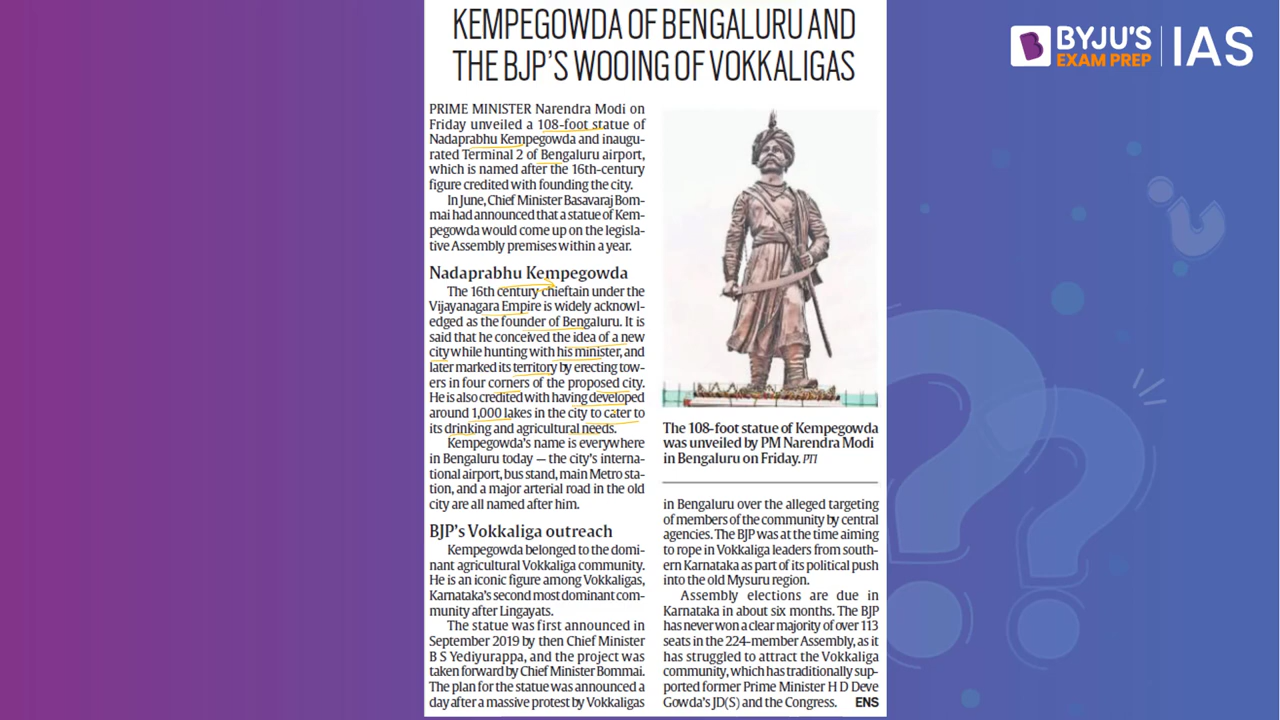 KEMPEGOWDA OF BENGALURU AND
THE BJP'S WOOING OF VOKKALIGAS
BYJU'S
EXAM PREP
IAS
PRIME MINISTER Narendra Modi on
Friday unveiled a 108-foot statue of
Nadaprabhu Kempegowda and inaugu-
rated Terminal 2 of Bengaluru airport,
which is named after the 16th-century
figure credited with founding the city.
In June, Chief Minister Basavaraj Bom-
mai had announced that a statue of Kem-
pegowda would come up on the legisla-
tive Assembly premises within a year.
Nadaprabhu Kempegowda
The 16th century chieftain under the
Vijayanagara Empire is widely acknowl-
edged as the founder of Bengaluru. It is
said that he conceived the idea of a new
city while hunting with his minister, and
later marked its territory by erecting tow-
ers in four corners of the proposed city.
He is also credited with having developed
around 1,000 lakes in the city to cater to
its drinking and agricultural needs.
Kempegowda's name is everywhere
in Bengaluru today — the city's interna-
tional airport, bus stand, main Metro sta-
tion, and a major arterial road in the old
city are all named after him.
BJP's Vokkaliga outreach
Kempegowda belonged to the domi-
nant agricultural Vokkaliga community.
He is an iconic figure among Vokkaligas,
Karnataka's second most dominant com-
munity after Lingayats.
The statue was first announced in
September 2019 by then Chief Minister
B S Yediyurappa, and the project was
taken forward by Chief Minister Bommai.
The plan for the statue was announced a
day after a massive protest by Vokkaligas
The 108-foot statue of Kempegowda
was unveiled by PM Narendra Modi
in Bengaluru on Friday. PTI
in Bengaluru over the alleged targeting
of members of the community by central
agencies. The BJP was at the time aiming
to rope in Vokkaliga leaders from south-
ern Karnataka as part of its political push
into the old Mysuru region.
Assembly elections are due in
Karnataka in about six months. The BJP
has never won a clear majority of over 113
seats in the 224-member Assembly, as it
has struggled to attract the Vokkaliga
community, which has traditionally sup-
ported former Prime Minister H D Deve
Gowda's JD(S) and the Congress. ENS